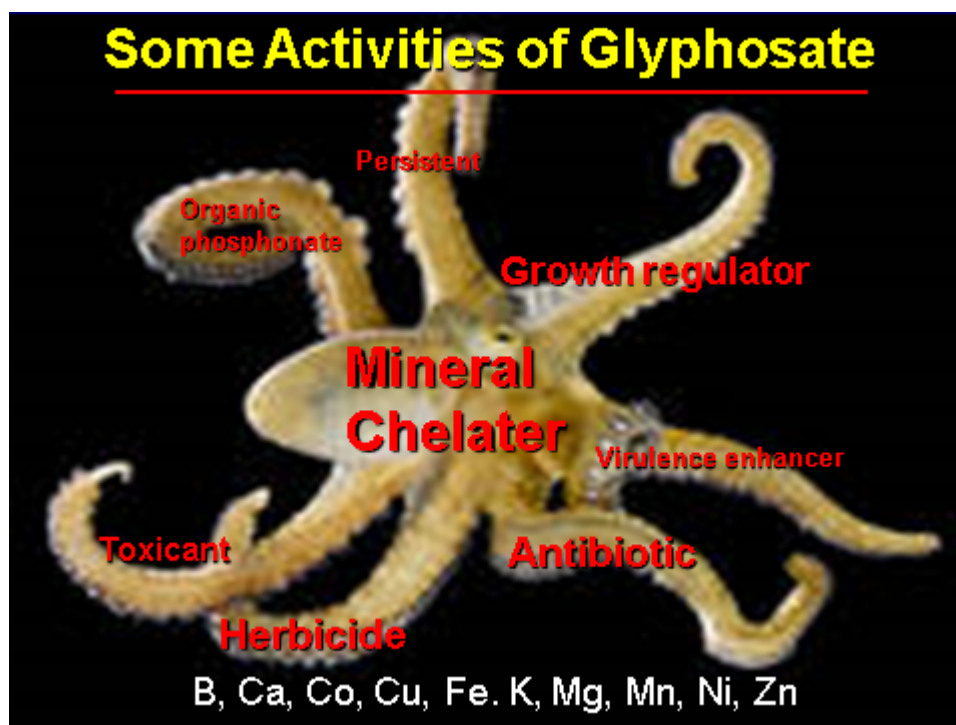 Some Activities of Glyphosate
Persistent
Organic
phosphonate
Growth regulator
Mineral
Chelater
Virulence enhancer
Toxicant
Antibiotic
Herbicide
B, Ca, Co, Cu, Fe. K, Mg, Mn, Ni, Zn